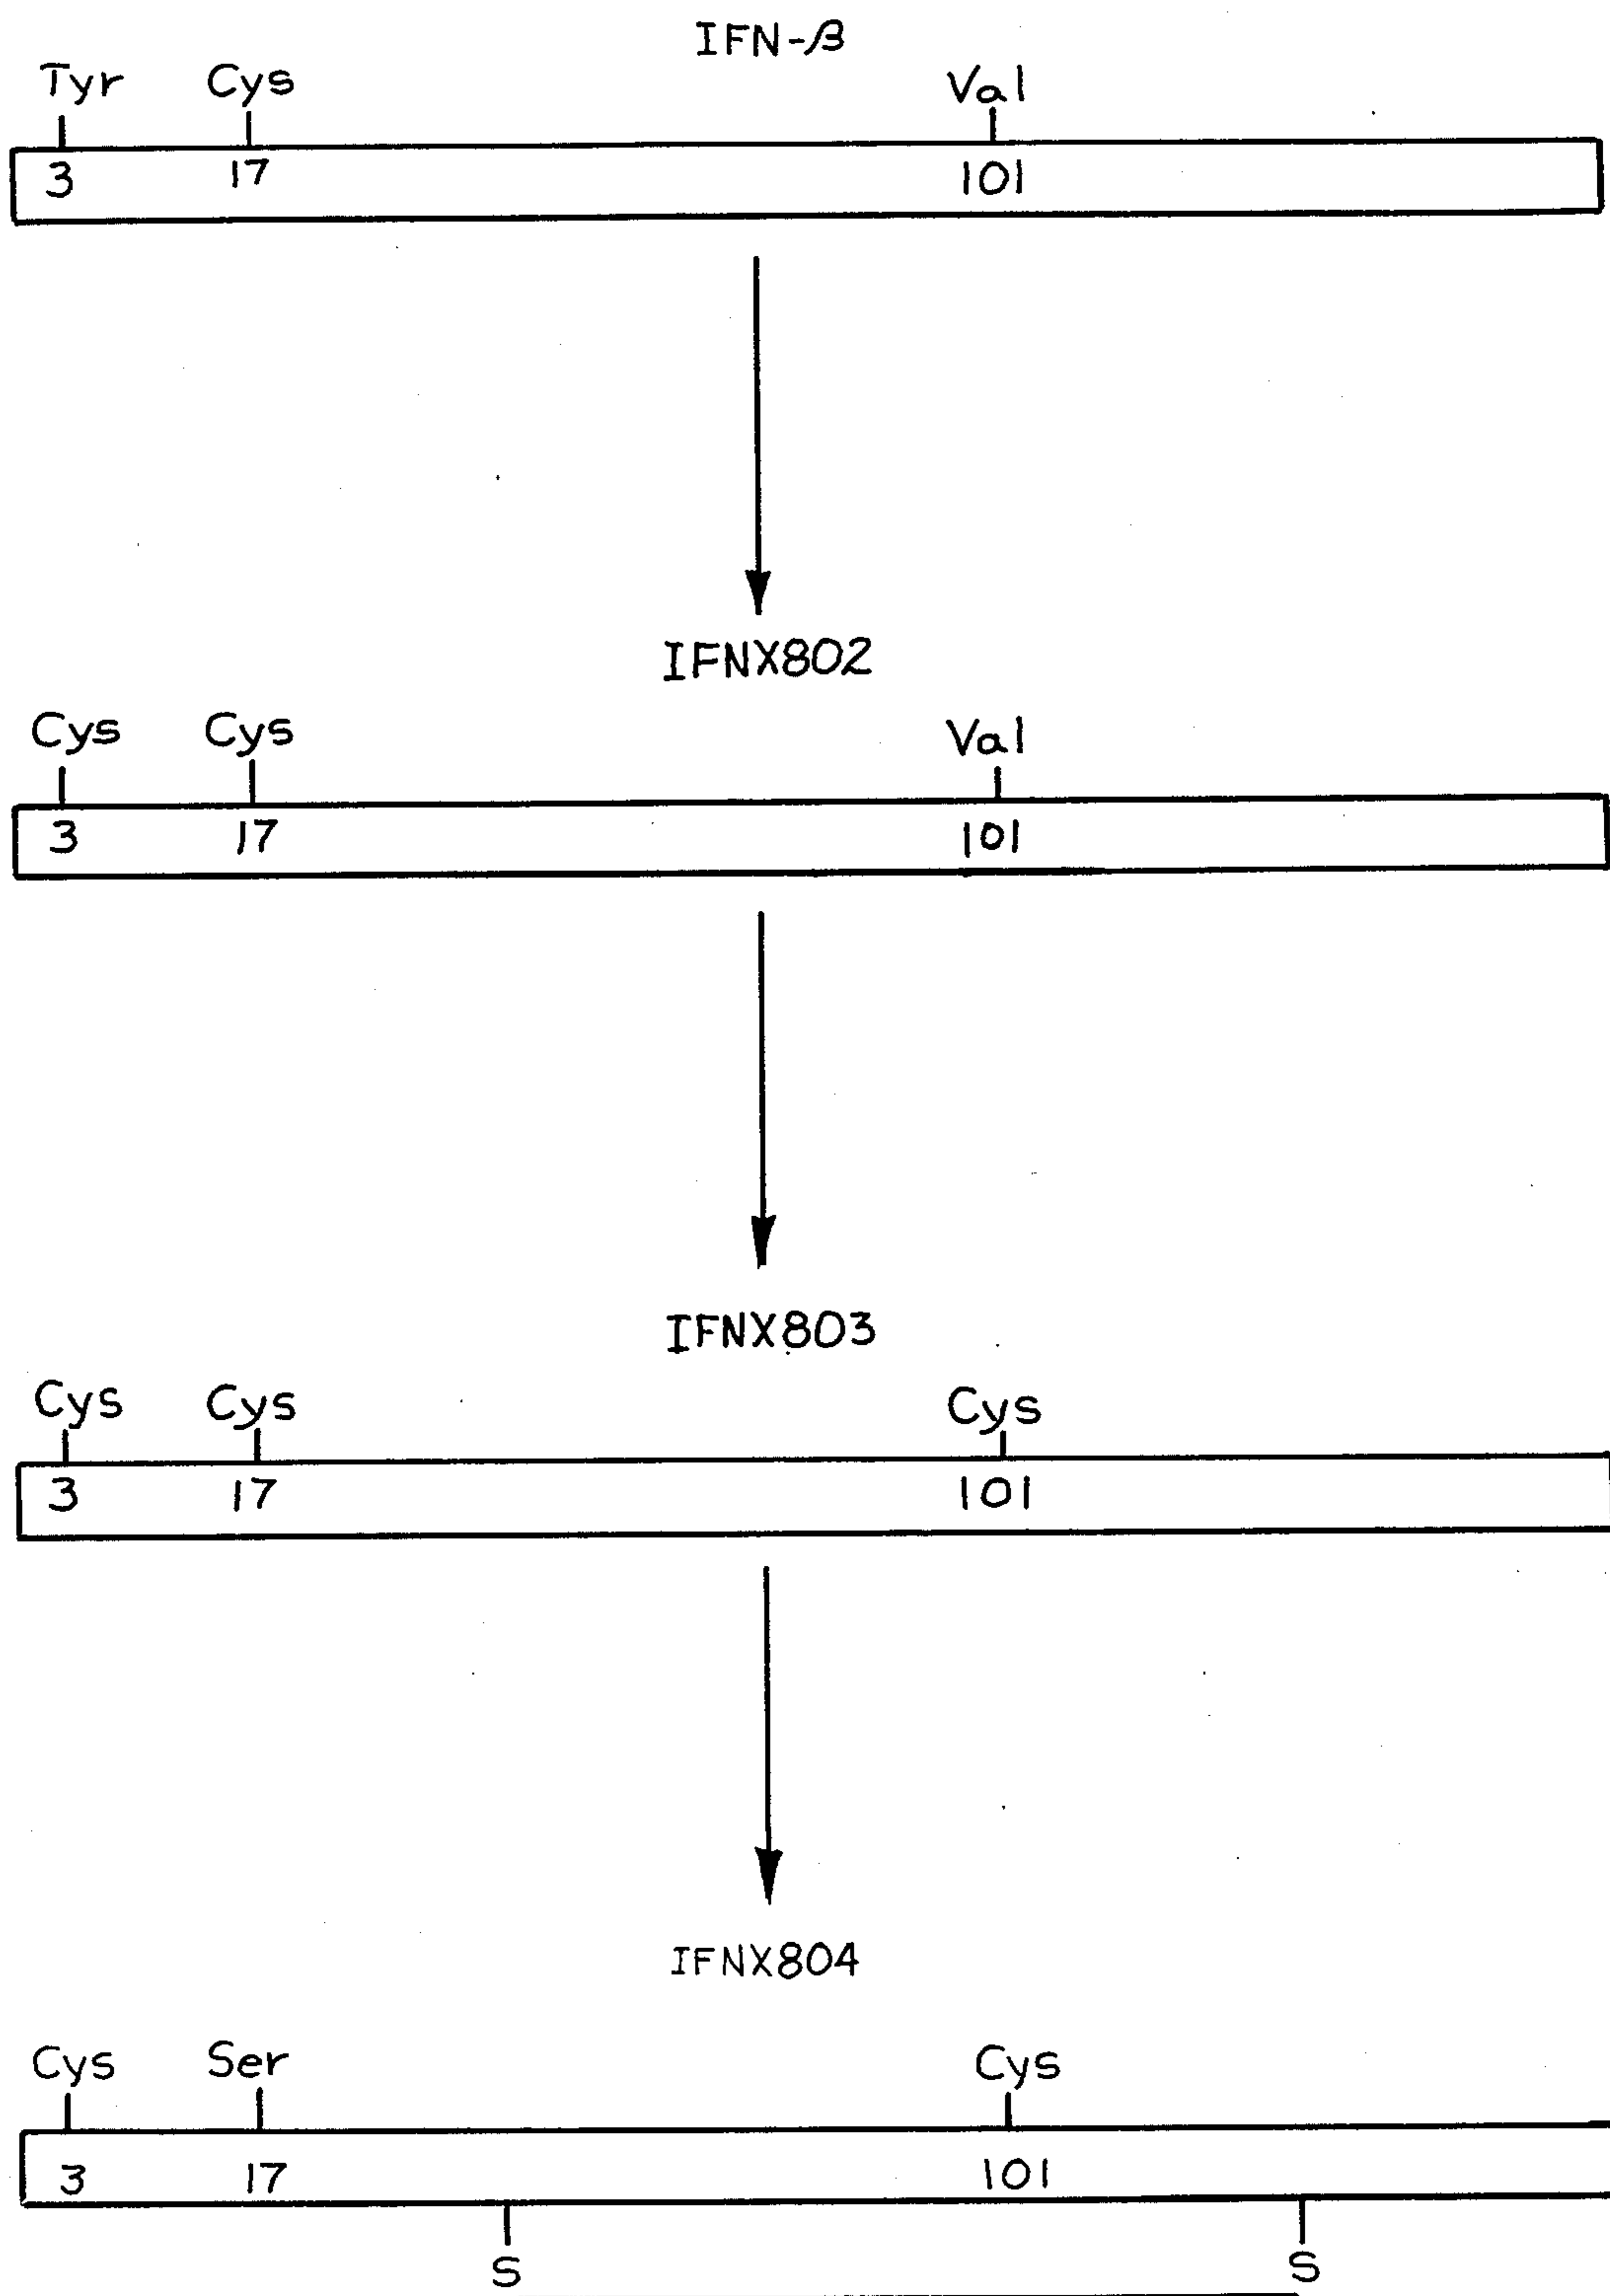 IFN-β
Tyr Cys Val
3 17 101
IFNX802
Cys Cys Val
3 17 101
IFNX803
Cys Cys Cys
3 17 101
IFNX804
Cys Ser Cys
3 17 101
S S